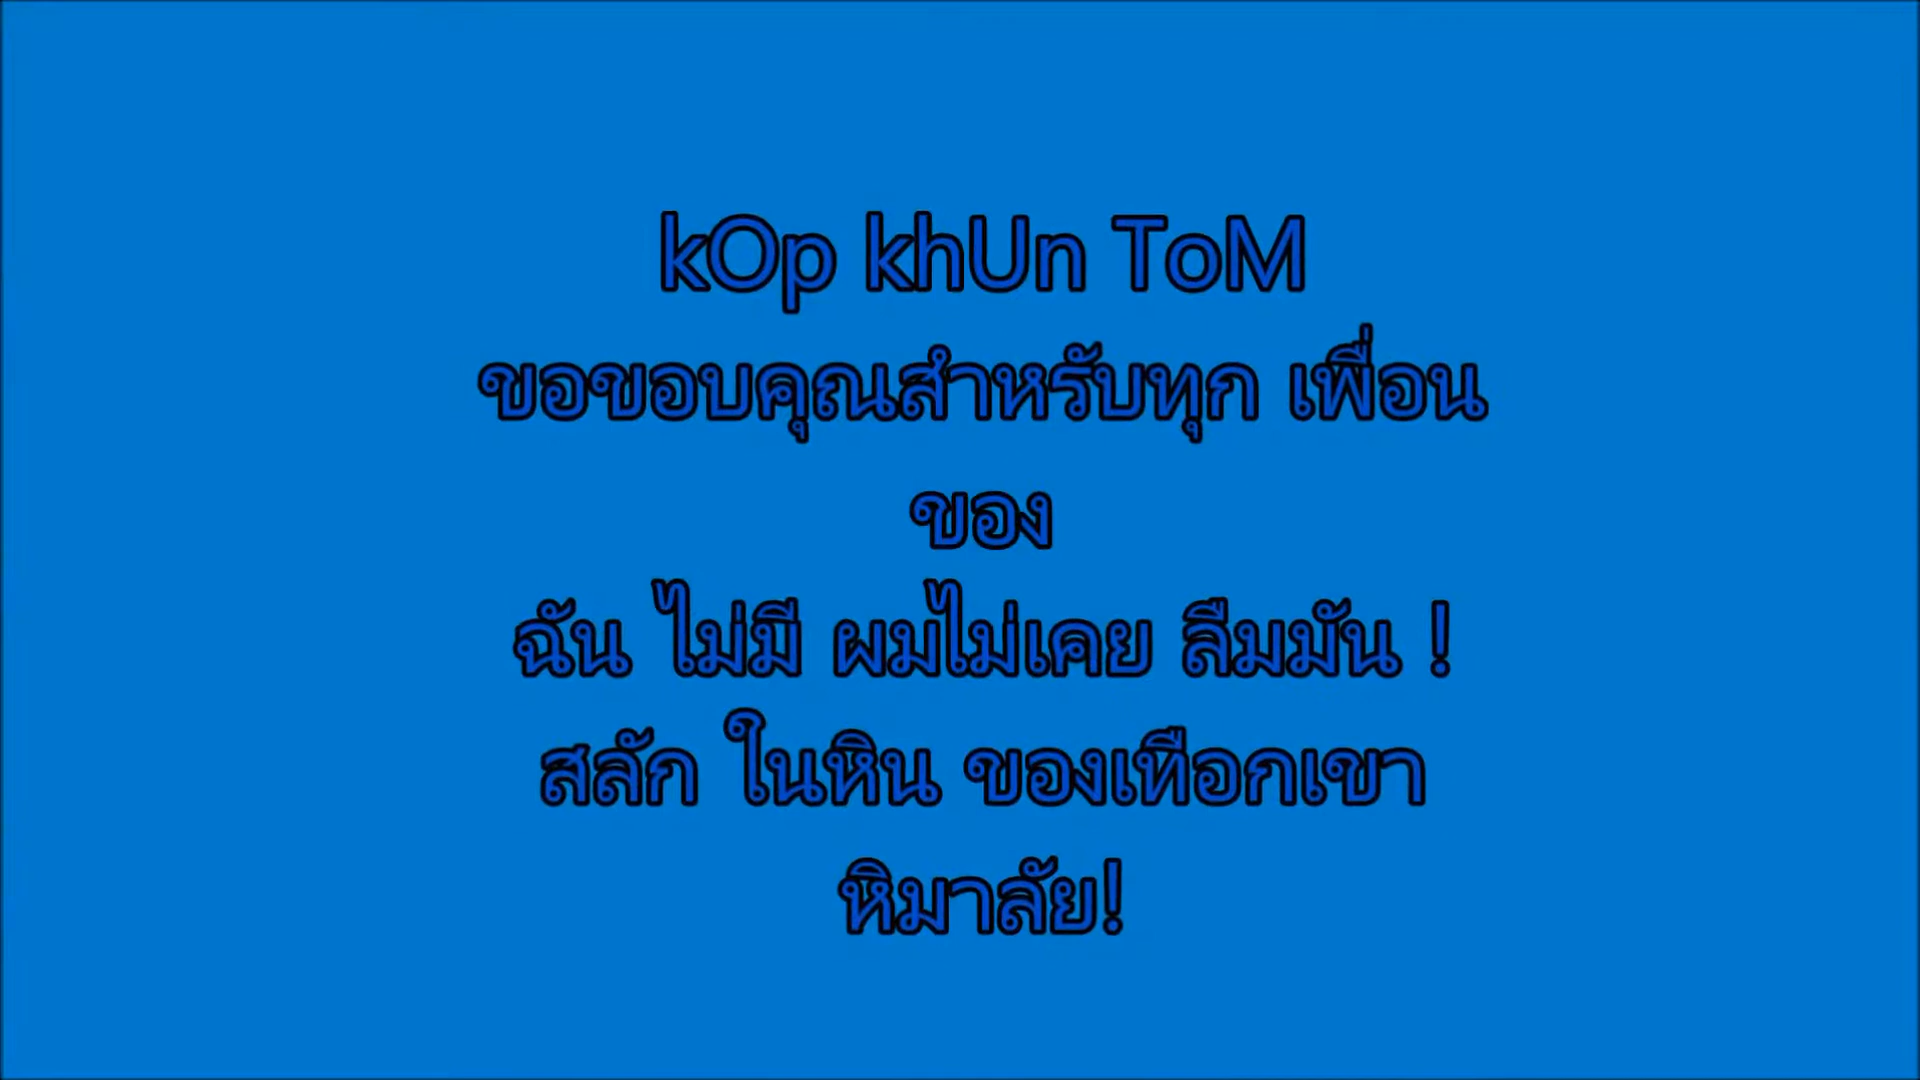 kOp khUn ToM
ขอขอบคุณสำหรับทุก เพื่อน
ของ
ฉัน ไม่มี ผมไม่เคย ลืมมัน !
สลัก ในหิน ของเทือกเขา
หิมาลัย!